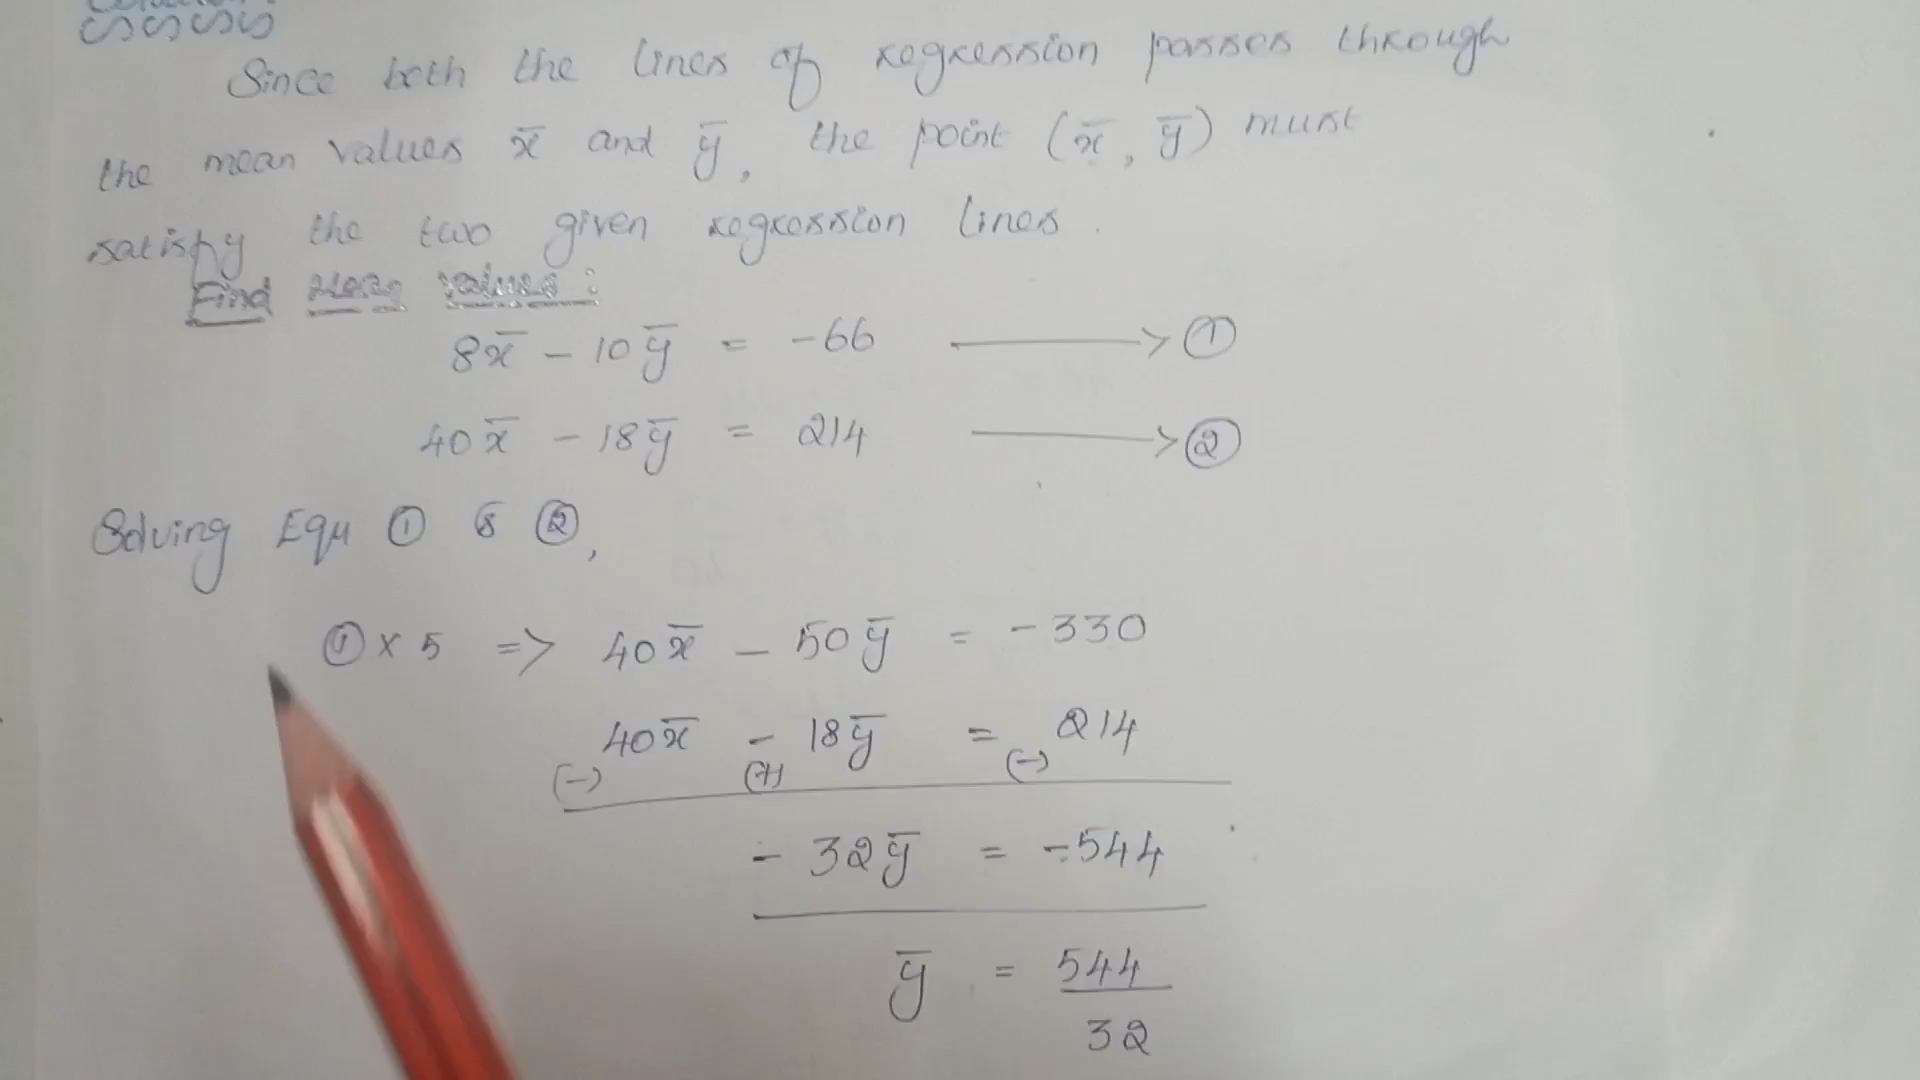 Since both the lines of regression passes through
the mean values x̄ and ȳ, the point (x̄, ȳ) must
satisfy the two given regression lines.
Find Mean values:
8x̄ - 10ȳ = -66 ⟶ ①
40x̄ - 18ȳ = 214 ⟶ ②
Solving Equ ① & ②,
① x 5 => 40x̄ - 50ȳ = -330
40x̄ - 18ȳ = 214
(-) (+) (-)
- 32ȳ = -544
ȳ = 544
32